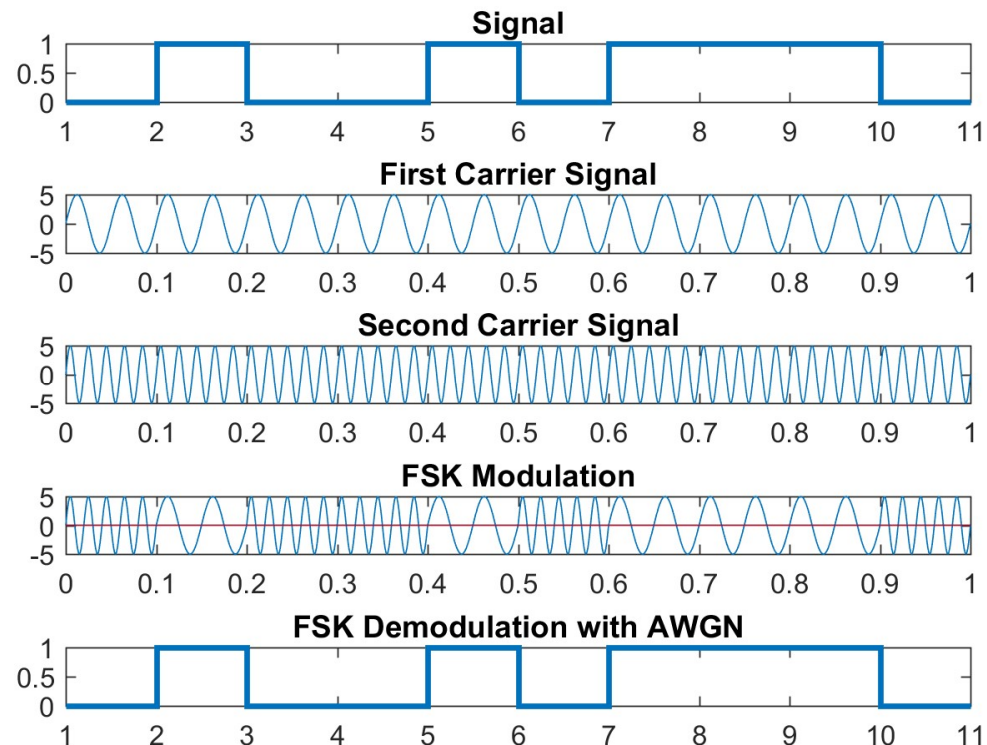 Signal
1
0.5
0
1 2 3 4 5 6 7 8 9 10 11
First Carrier Signal
5
0
-5
0 0.1 0.2 0.3 0.4 0.5 0.6 0.7 0.8 0.9 1
Second Carrier Signal
5
0
-5
0 0.1 0.2 0.3 0.4 0.5 0.6 0.7 0.8 0.9 1
FSK Modulation
5
0
-5
0 0.1 0.2 0.3 0.4 0.5 0.6 0.7 0.8 0.9 1
FSK Demodulation with AWGN
1
0.5
0
1 2 3 4 5 6 7 8 9 10 11